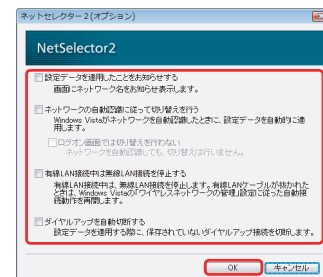 ネットセレクター2(オプション)
NetSelector2
設定データを適用したことをお知らせする
画面にネットワーク名をお知らせ表示します。
ネットワークの自動認識に従って切り替えを行う
Windows Vistaがネットワークを自動認識したときに、設定データを自動的に適
用します。
ログオン画面では切り替えを行わない
ネットワークを自動認識しても、切り替えは行いません。
有線LAN接続中は無線LAN接続を停止する
有線LAN接続中は、無線LAN接続を停止します。有線LANケーブルが抜かれた
ときは、Windows Vistaの「ワイヤレスネットワークの管理」設定に従った自動接
続動作を再開します。
ダイヤルアップを自動切断する
設定データを適用する際に、保存されていないダイヤルアップ接続を切断します。
OK
キャンセル